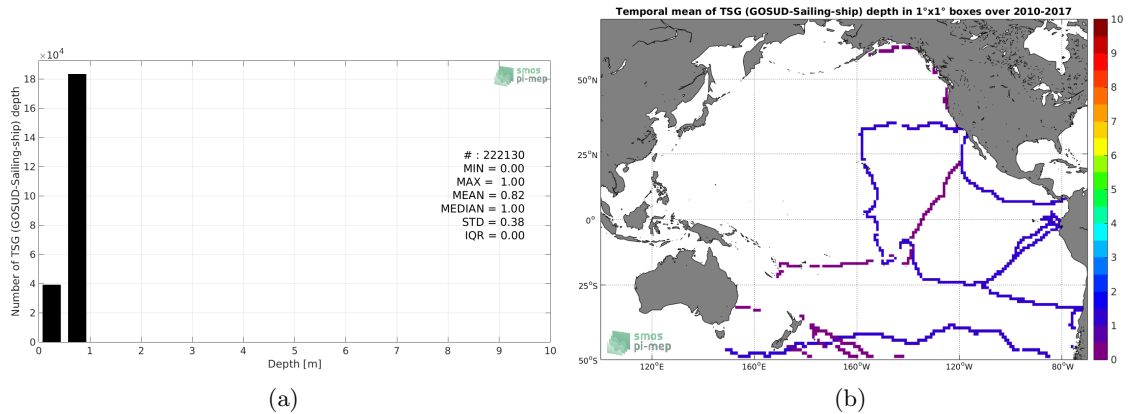 ×10⁴
18
16
14
12
10
8
6
4
2
0
Number of TSG (GOSUD-Sailing-ship) depth
smos
pi-mep
# : 222130
MIN = 0.00
MAX = 1.00
MEAN = 0.82
MEDIAN = 1.00
STD = 0.38
IQR = 0.00
0 1 2 3 4 5 6 7 8 9 10
Depth [m]
(a)
Temporal mean of TSG (GOSUD-Sailing-ship) depth in 1°x1° boxes over 2010-2017
50°N
25°N
0°
25°S
50°S
smos
pi-mep
120°E 160°E 160°W 120°W 80°W
10
9
8
7
6
5
4
3
2
1
0
(b)